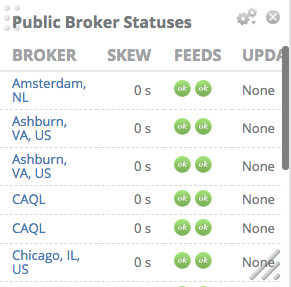 Public Broker Statuses
BROKER SKEW FEEDS UPDA
Amsterdam,
NL 0 s ok ok None
Ashburn,
VA, US 0 s ok ok None
Ashburn,
VA, US 0 s ok ok None
CAQL 0 s ok ok None
CAQL 0 s ok ok None
Chicago, IL,
US 0 s ok ok None